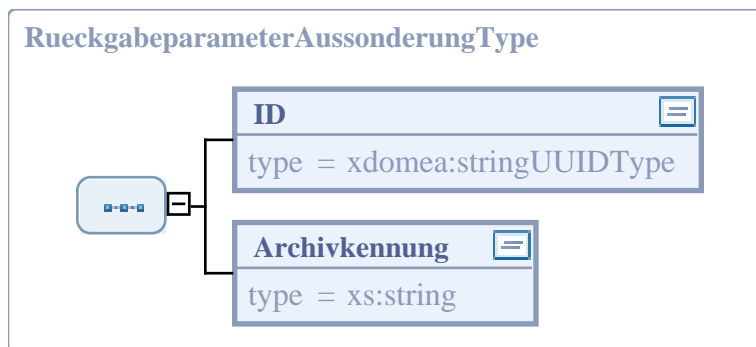 RueckgabeparameterAussonderungType
ID
type = xdomea:stringUUIDType
Archivkennung
type = xs:string